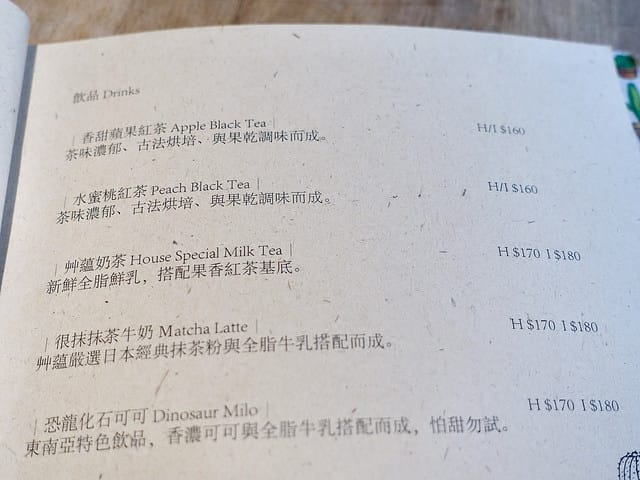 飲品 Drinks
| 香甜蘋果紅茶 Apple Black Tea | H/I $160
茶味濃郁、古法烘培、與果乾調味而成。
| 水蜜桃紅茶 Peach Black Tea | H/I $160
茶味濃郁、古法烘培、與果乾調味而成。
| 艸蘊奶茶 House Special Milk Tea | H $170 I $180
新鮮全脂鮮乳，搭配果香紅茶基底。
| 很抹抹茶牛奶 Matcha Latte | H $170 I $180
艸蘊嚴選日本經典抹茶粉與全脂牛乳搭配而成。
| 恐龍化石可可 Dinosaur Milo | H $170 I $180
東南亞特色飲品，香濃可可與全脂牛乳搭配而成，怕甜勿試。